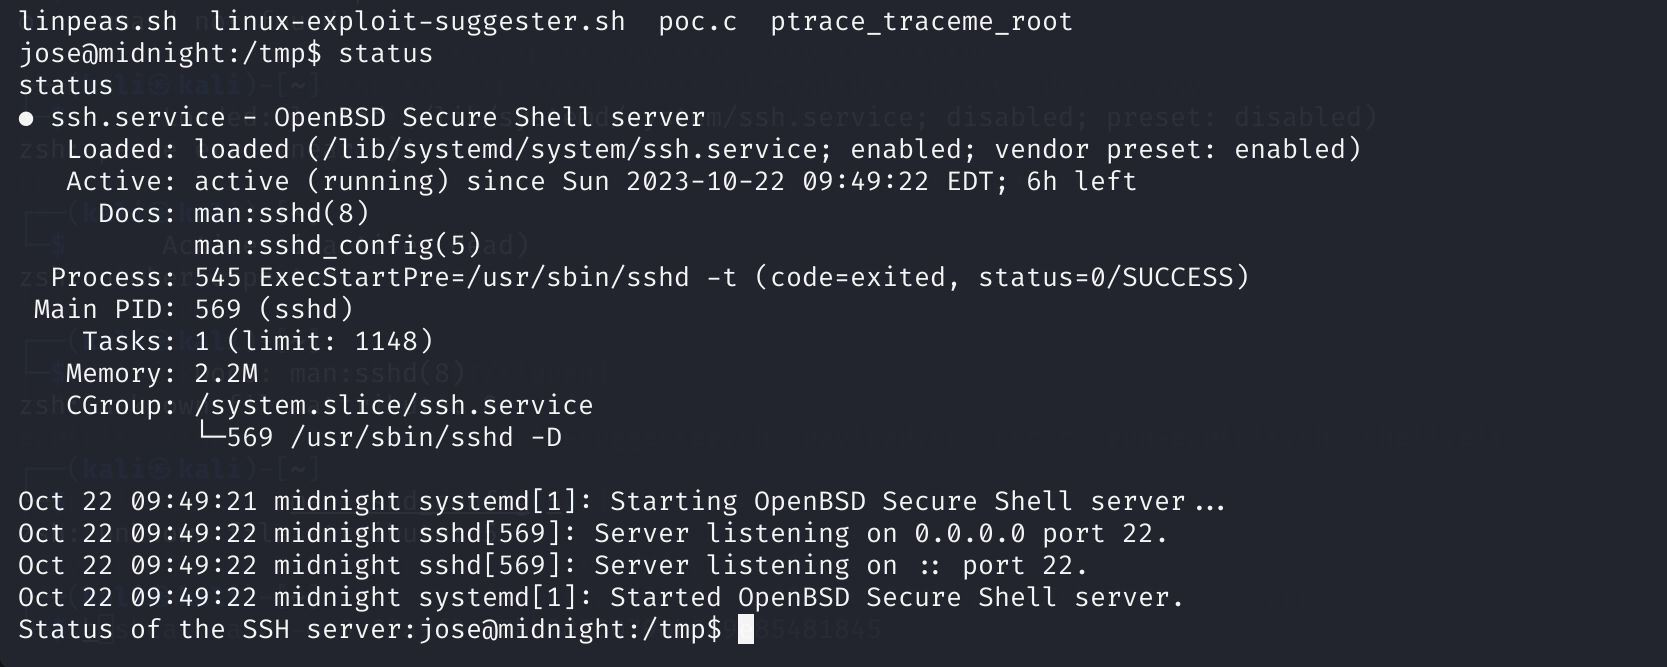 linpeas.sh  linux-exploit-suggester.sh  poc.c  ptrace_traceme_root
jose@midnight:/tmp$ status
status
● ssh.service - OpenBSD Secure Shell server
   Loaded: loaded (/lib/systemd/system/ssh.service; enabled; vendor preset: enabled)
   Active: active (running) since Sun 2023-10-22 09:49:22 EDT; 6h left
     Docs: man:sshd(8)
           man:sshd_config(5)
  Process: 545 ExecStartPre=/usr/sbin/sshd -t (code=exited, status=0/SUCCESS)
 Main PID: 569 (sshd)
    Tasks: 1 (limit: 1148)
   Memory: 2.2M
   CGroup: /system.slice/ssh.service
           └─569 /usr/sbin/sshd -D
Oct 22 09:49:21 midnight systemd[1]: Starting OpenBSD Secure Shell server...
Oct 22 09:49:22 midnight sshd[569]: Server listening on 0.0.0.0 port 22.
Oct 22 09:49:22 midnight sshd[569]: Server listening on :: port 22.
Oct 22 09:49:22 midnight systemd[1]: Started OpenBSD Secure Shell server.
Status of the SSH server:jose@midnight:/tmp$